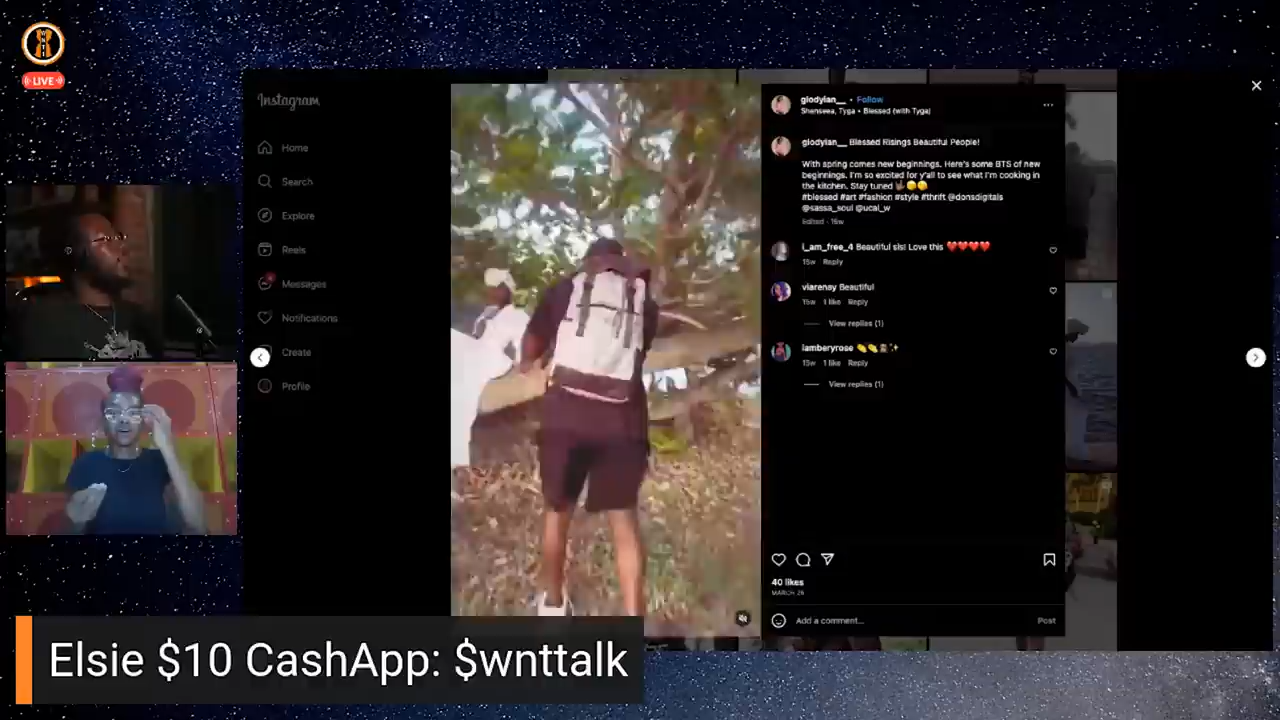 LIVE
Instagram
Home
Search
Explore
Reels
Messages
Notifications
Create
Profile
glodylan__ • Follow
Shenseea, Tyga • Blessed (with Tyga)
glodylan__ Blessed Risings Beautiful People!
With spring comes new beginnings. Here's some BTS of new
beginnings. I'm so excited for y'all to see what I'm cooking in
the kitchen. Stay tuned
#blessed #art #fashion #style #thrift @donsdigitals
@sassa_soul @ucal_w
Edited · 15w
i_am_free_4 Beautiful sis! Love this ❤️❤️❤️❤️
15w Reply
viarensy Beautiful
15w 1 like Reply
View replies (1)
iamberyrose
15w 1 like Reply
View replies (1)
40 likes
MARCH 26
Add a comment...
Post
Elsie $10 CashApp: $wnttalk